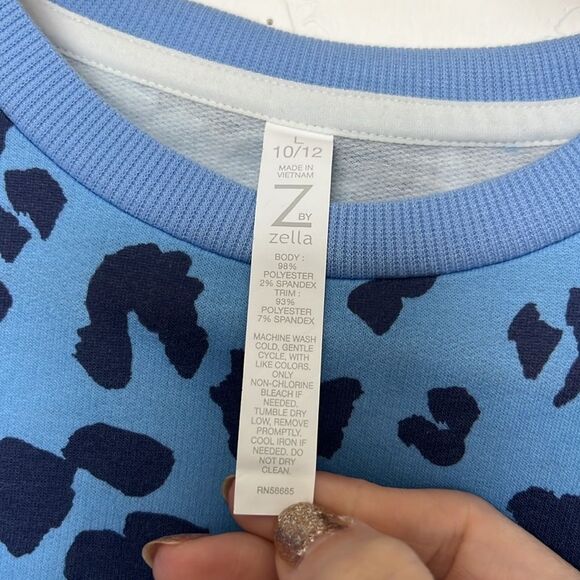 L
10/12
MADE IN
VIETNAM
Z BY
zella
BODY :
98%
POLYESTER
2% SPANDEX
TRIM :
93%
POLYESTER
7% SPANDEX
MACHINE WASH
COLD, GENTLE
CYCLE, WITH
LIKE COLORS.
ONLY
NON-CHLORINE
BLEACH IF
NEEDED.
TUMBLE DRY
LOW, REMOVE
PROMPTLY.
COOL IRON IF
NEEDED. DO
NOT DRY
CLEAN.
RN56665